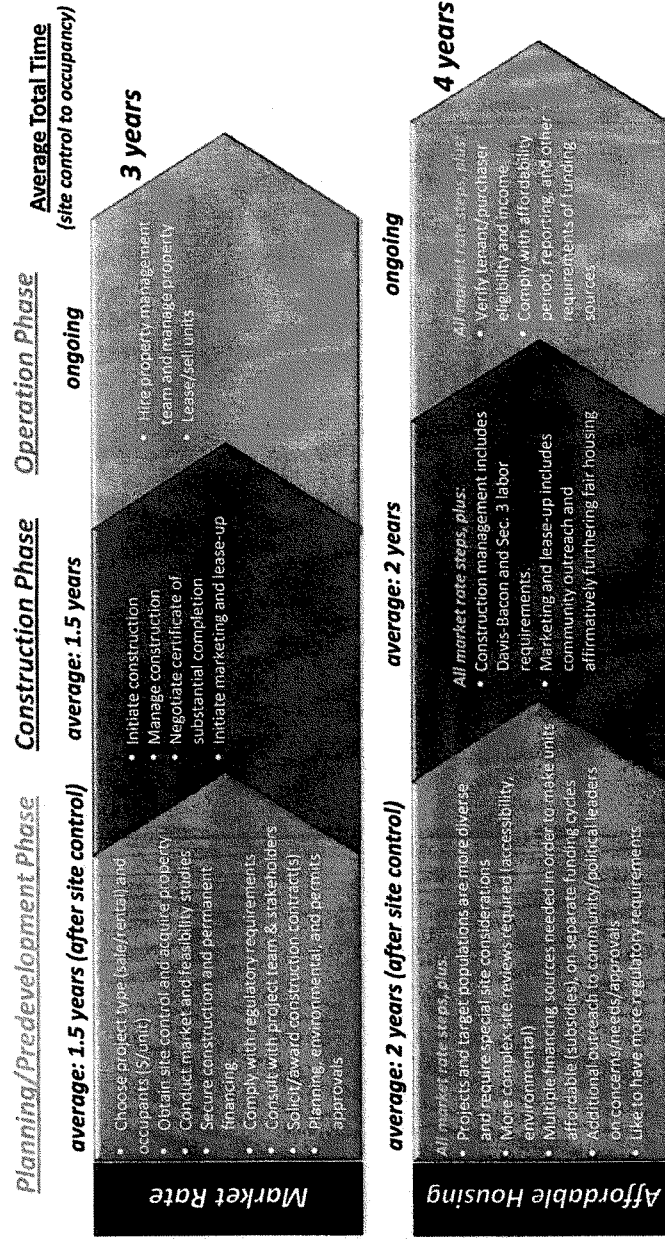 Planning/Predevelopment Phase
Construction Phase
Operation Phase
Average Total Time
(site control to occupancy)
Market Rate
average: 1.5 years (after site control)
• Choose project type (sale/rental) and
occupants ($/unit)
• Obtain site control and acquire property
• Conduct market and feasibility studies
• Secure construction and permanent
financing
• Comply with regulatory requirements
• Consult with project team & stakeholders
• Solicit/award construction contract(s)
• Planning, environmental, and permits
approvals
average: 1.5 years
• Initiate construction
• Manage construction
• Negotiate certificate of
substantial completion
• Initiate marketing and lease-up
ongoing
• Hire property management
team and manage property
• Lease/sell units
3 years
Affordable Housing
average: 2 years (after site control)
All market rate steps, plus:
• Projects and target populations are more diverse
and require special site considerations
• More complex site reviews required (accessibility,
environmental)
• Multiple financing sources needed in order to make units
affordable (subsidies), on separate funding cycles
• Additional outreach to community/political leaders
on concerns/needs/approvals
• Like to have more regulatory requirements
average: 2 years
All market rate steps, plus:
• Construction management includes
Davis-Bacon and Sec. 3 labor
requirements.
• Marketing and lease-up includes
community outreach and
affirmatively furthering fair housing
ongoing
All market rate steps, plus:
• Verify tenant/purchaser
eligibility and income
• Comply with affordability
period, reporting, and other
requirements of funding
sources
4 years